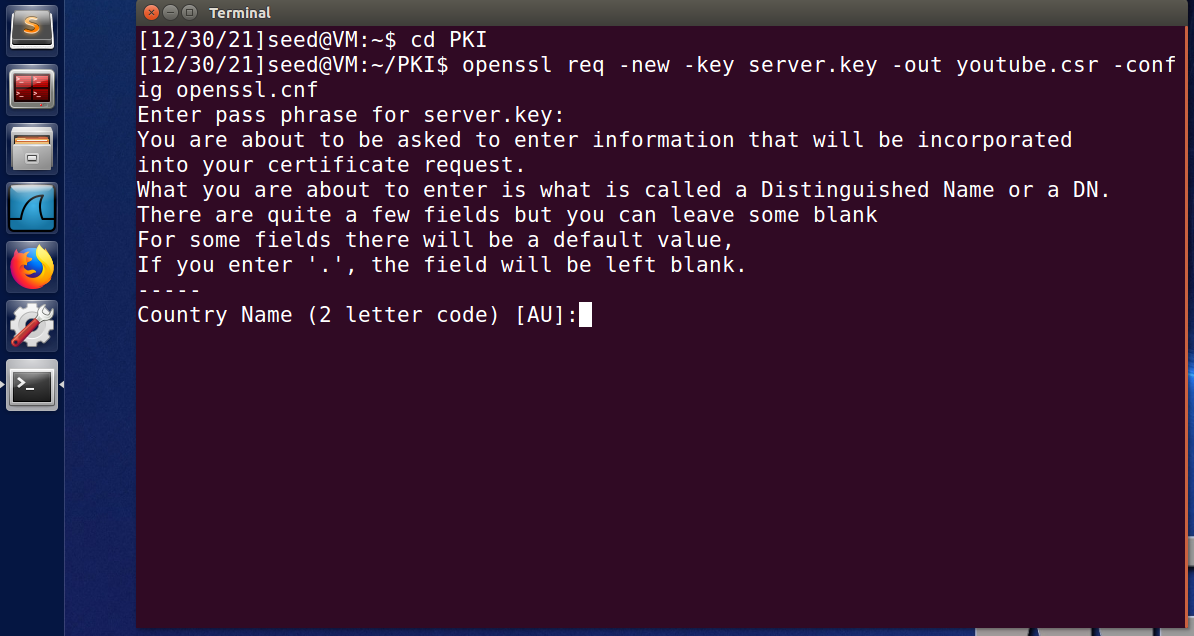 Terminal
[12/30/21]seed@VM:~$ cd PKI
[12/30/21]seed@VM:~/PKI$ openssl req -new -key server.key -out youtube.csr -conf
ig openssl.cnf
Enter pass phrase for server.key:
You are about to be asked to enter information that will be incorporated
into your certificate request.
What you are about to enter is what is called a Distinguished Name or a DN.
There are quite a few fields but you can leave some blank
For some fields there will be a default value,
If you enter '.', the field will be left blank.
-----
Country Name (2 letter code) [AU]: